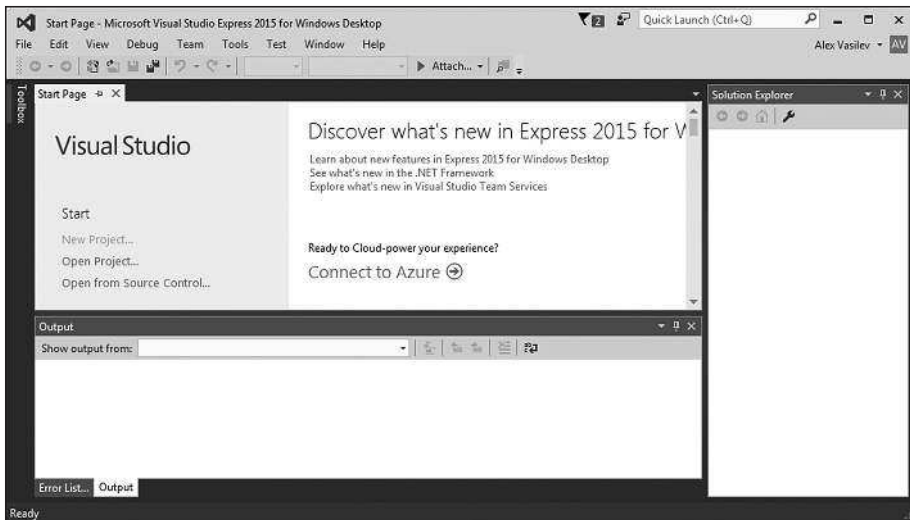 Start Page - Microsoft Visual Studio Express 2015 for Windows Desktop
2
Quick Launch (Ctrl+Q)
File Edit View Debug Team Tools Test Window Help
Alex Vasilev
AV
Attach...
Toolbox
Start Page
Solution Explorer
Visual Studio
Discover what's new in Express 2015 for
Learn about new features in Express 2015 for Windows Desktop
See what's new in the .NET Framework
Explore what's new in Visual Studio Team Services
Start
New Project...
Open Project...
Open from Source Control...
Ready to Cloud-power your experience?
Connect to Azure
Output
Show output from:
Error List...
Output
Ready